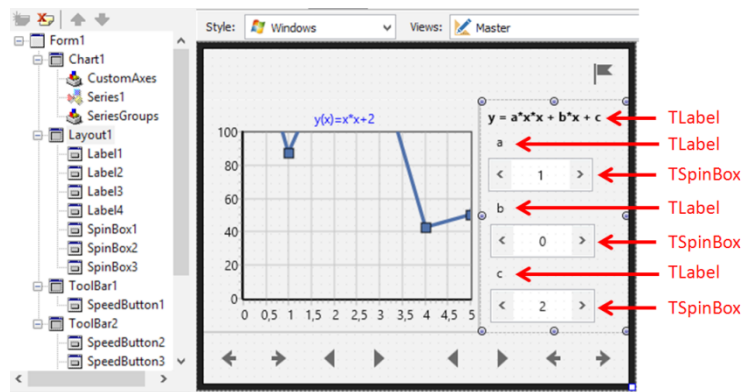 Style: Windows Views: Master
Form1
Chart1
CustomAxes
Series1
SeriesGroups
Layout1
Label1
Label2
Label3
Label4
SpinBox1
SpinBox2
SpinBox3
ToolBar1
SpeedButton1
ToolBar2
SpeedButton2
SpeedButton3
y(x)=x*x+2
100
80
60
40
20
0
0 0,5 1 1,5 2 2,5 3 3,5 4 4,5 5
y = a*x*x + b*x + c TLabel
a TLabel
< 1 > TSpinBox
b TLabel
< 0 > TSpinBox
c TLabel
< 2 > TSpinBox